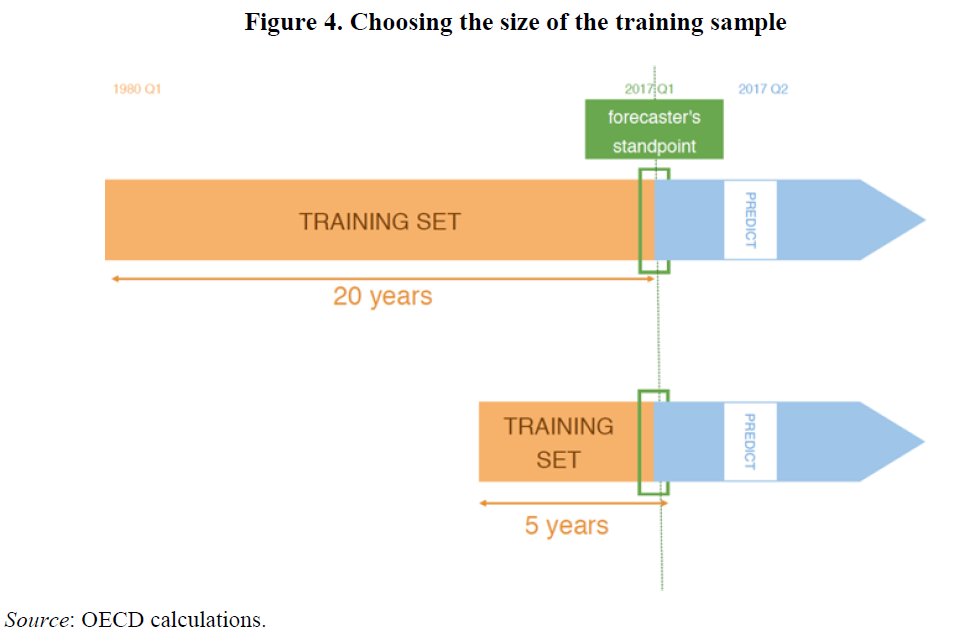 Figure 4. Choosing the size of the training sample
1980 Q1
2017 Q1
2017 Q2
forecaster's
standpoint
TRAINING SET
PREDICT
20 years
TRAINING
SET
PREDICT
5 years
Source: OECD calculations.